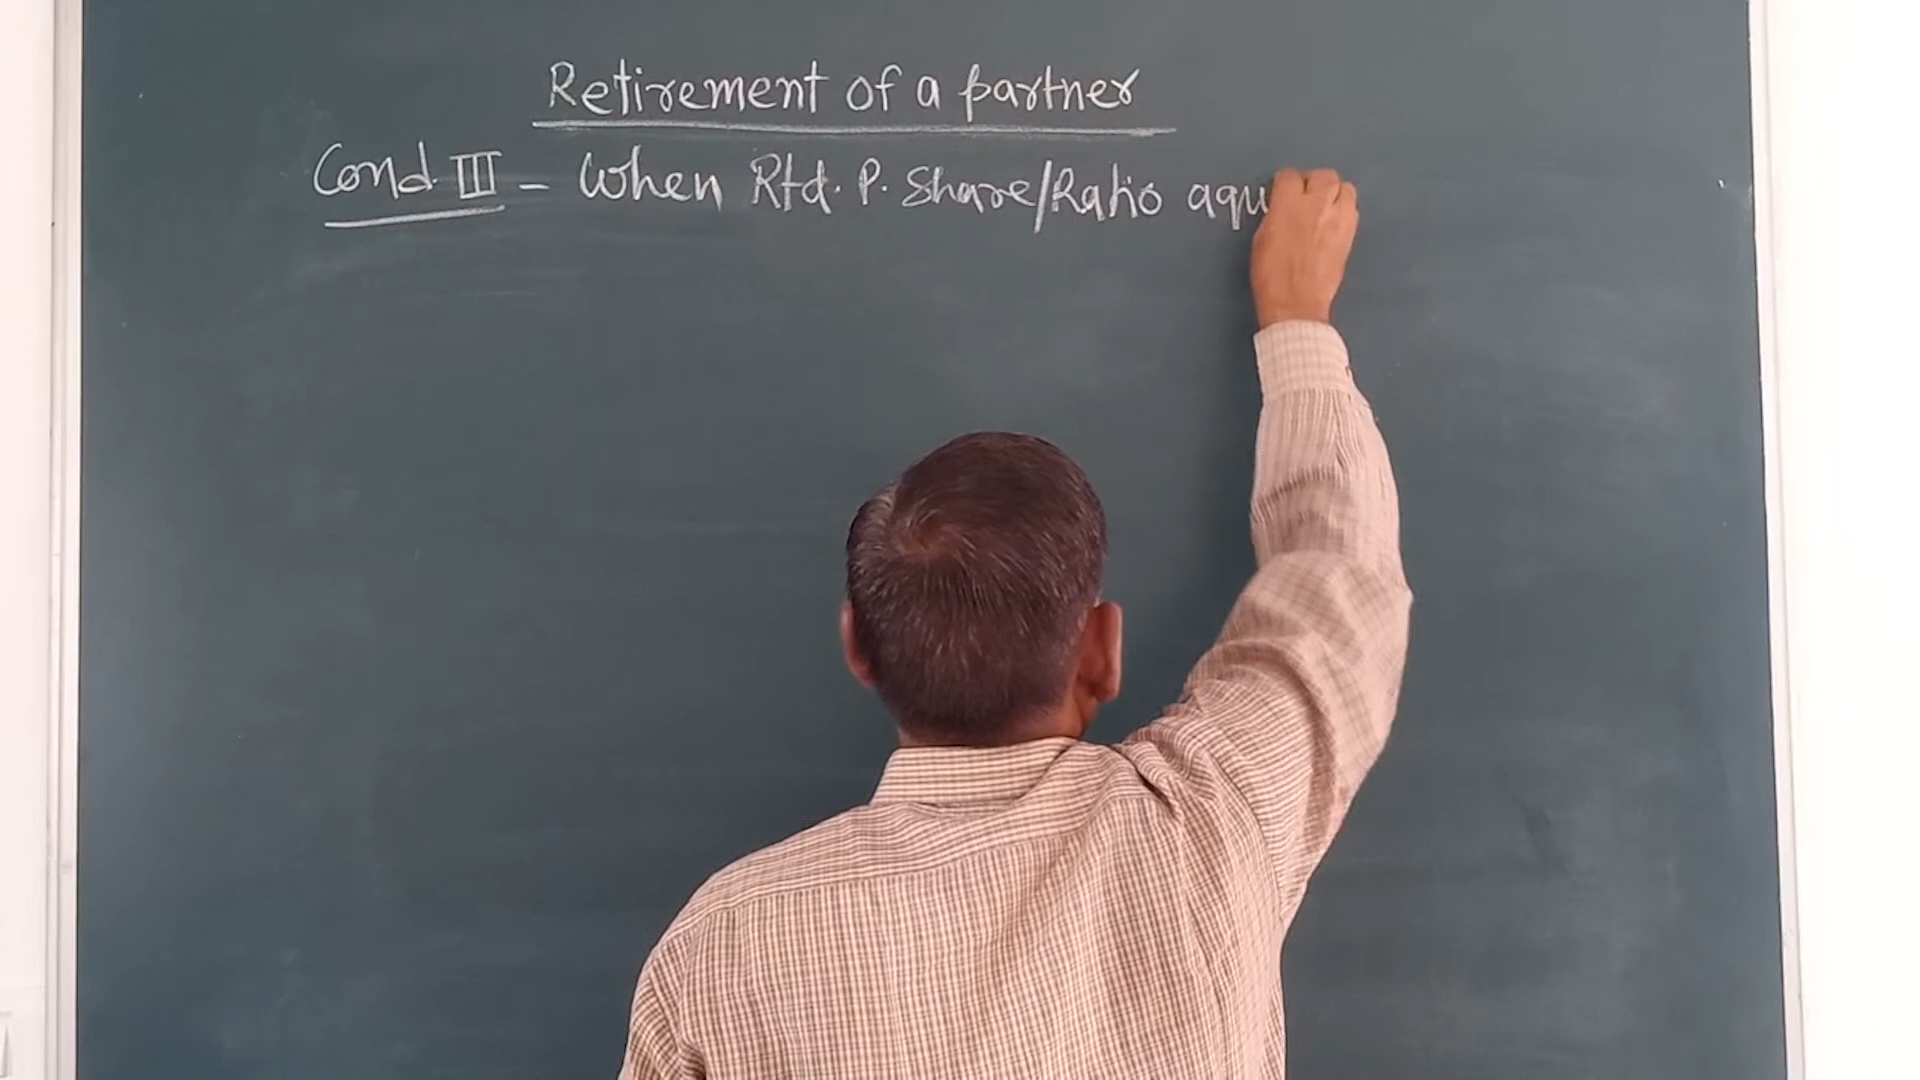 Retirement of a partner
Cond. III - When Rtd. P. Share/Ratio aqu